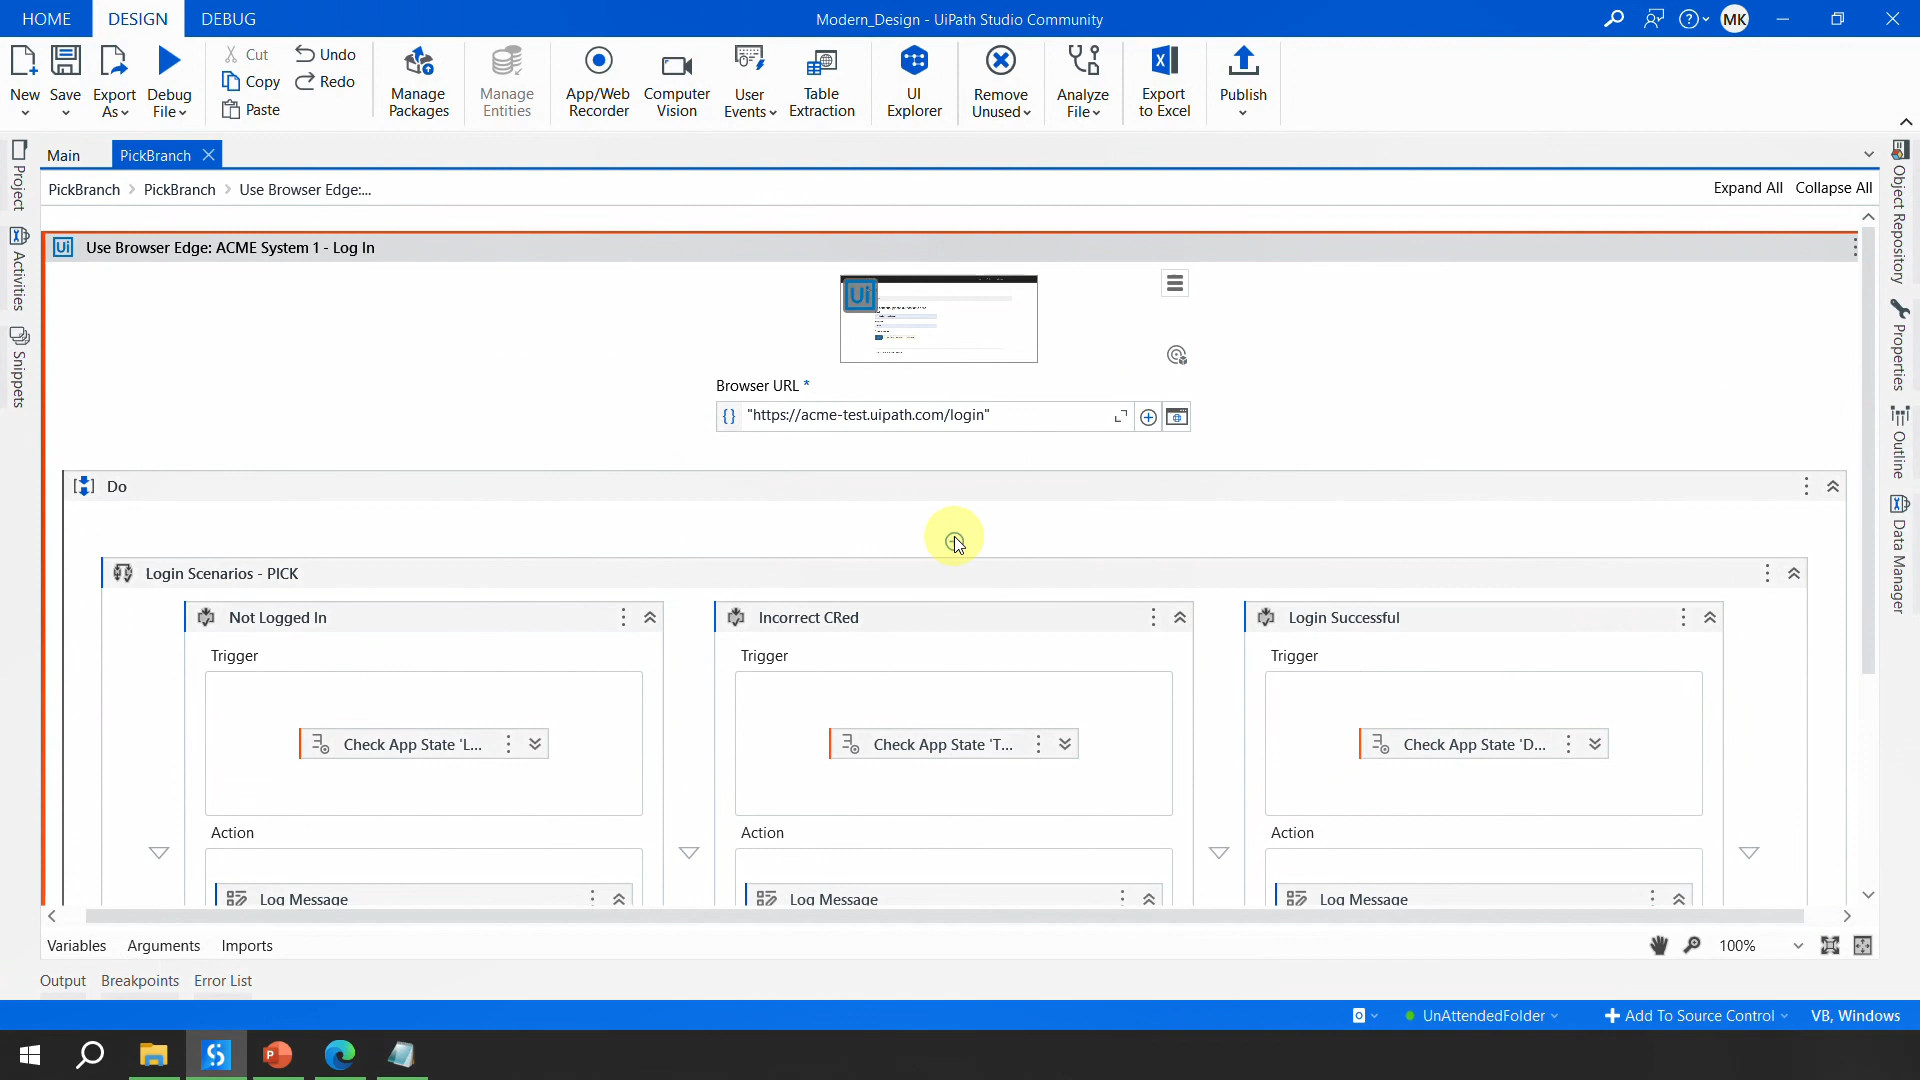 HOME DESIGN DEBUG
Modern_Design - UiPath Studio Community
MK
New
Save
Export As
Debug File
Cut
Copy
Paste
Undo
Redo
Manage Packages
Manage Entities
App/Web Recorder
Computer Vision
User Events
Table Extraction
UI Explorer
Remove Unused
Analyze File
Export to Excel
Publish
Main PickBranch
PickBranch PickBranch Use Browser Edge:...
Expand All Collapse All
Project
Activities
Snippets
Object Repository
Properties
Outline
Data Manager
Ui Use Browser Edge: ACME System 1 - Log In
Ui
Browser URL *
"https://acme-test.uipath.com/login"
Do
Login Scenarios - PICK
Not Logged In
Trigger
Check App State 'L...
Action
Log Message
Incorrect CRed
Trigger
Check App State 'T...
Action
Log Message
Login Successful
Trigger
Check App State 'D...
Action
Log Message
Variables Arguments Imports
100%
Output Breakpoints Error List
UnAttendedFolder
Add To Source Control
VB, Windows